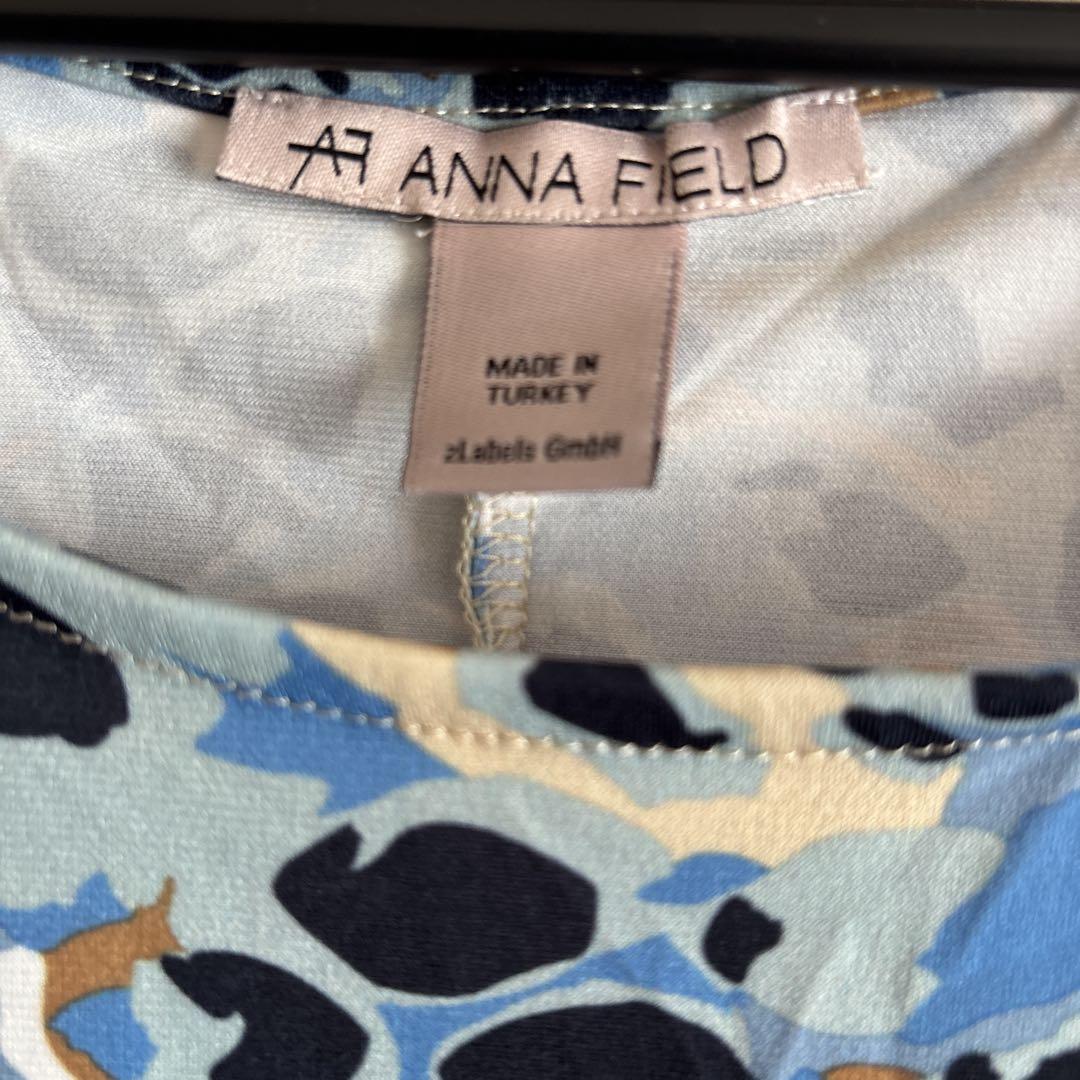 AF ANNA FIELD
MADE IN
TURKEY
zLabels GmbH